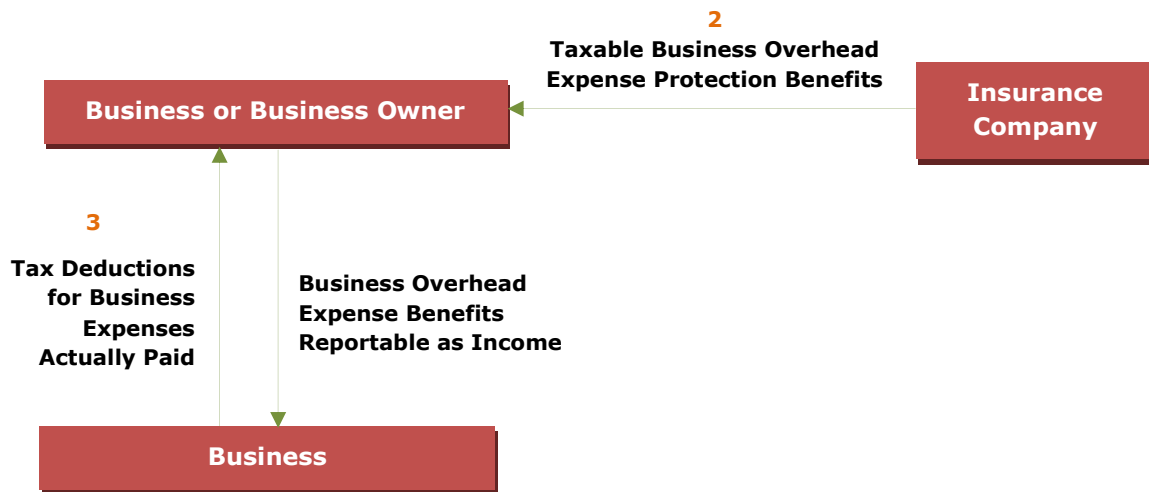 2
Taxable Business Overhead
Expense Protection Benefits
Insurance
Company
Business or Business Owner
3
Tax Deductions
for Business
Expenses
Actually Paid
Business Overhead
Expense Benefits
Reportable as Income
Business